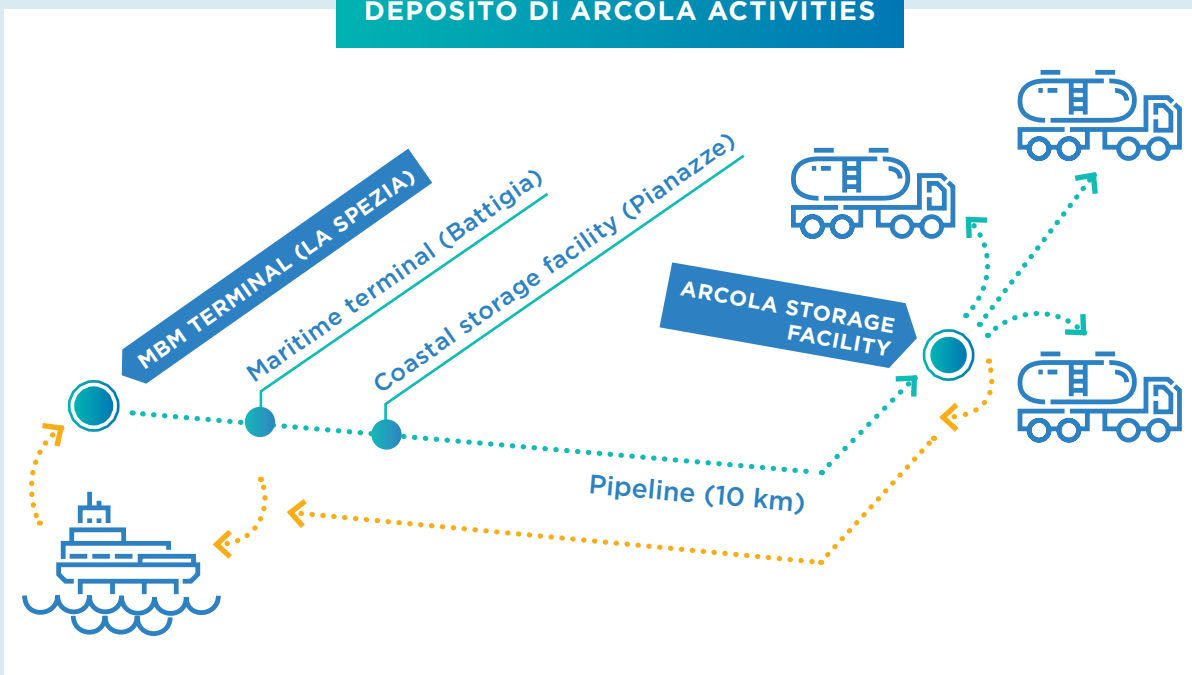 DEPOSITO DI ARCOLA ACTIVITIES
MBM TERMINAL (LA SPEZIA)
Maritime terminal (Battigia)
Coastal storage facility (Pianazze)
ARCOLA STORAGE
FACILITY
Pipeline (10 km)